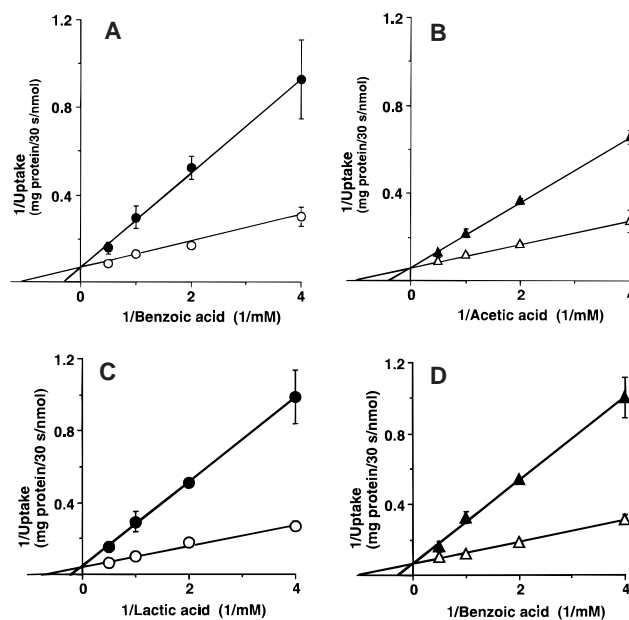 A
1/Uptake
(mg protein/30 s/nmol)
1.2
0.8
0.4
0
2
4
1/Benzoic acid (1/mM)
B
1/Uptake
(mg protein/30 s/nmol)
1.2
0.8
0.4
0
2
4
1/Acetic acid (1/mM)
C
1/Uptake
(mg protein/30 s/nmol)
1.2
0.8
0.4
0
2
4
1/Lactic acid (1/mM)
D
1/Uptake
(mg protein/30 s/nmol)
1.2
0.8
0.4
0
2
4
1/Benzoic acid (1/mM)